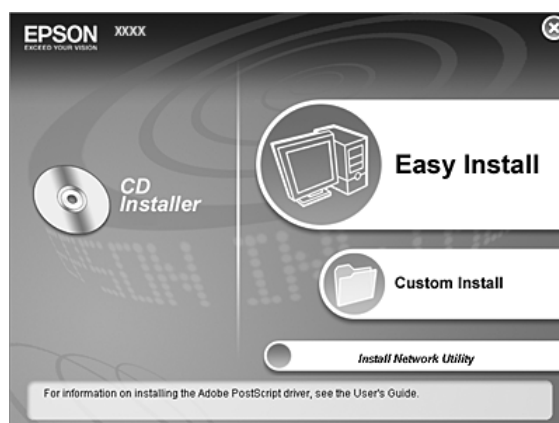 EPSON XXXX
EXCEED YOUR VISION
Easy Install
CD
Installer
Custom Install
Install Network Utility
For information on installing the Adobe PostScript driver, see the User's Guide.